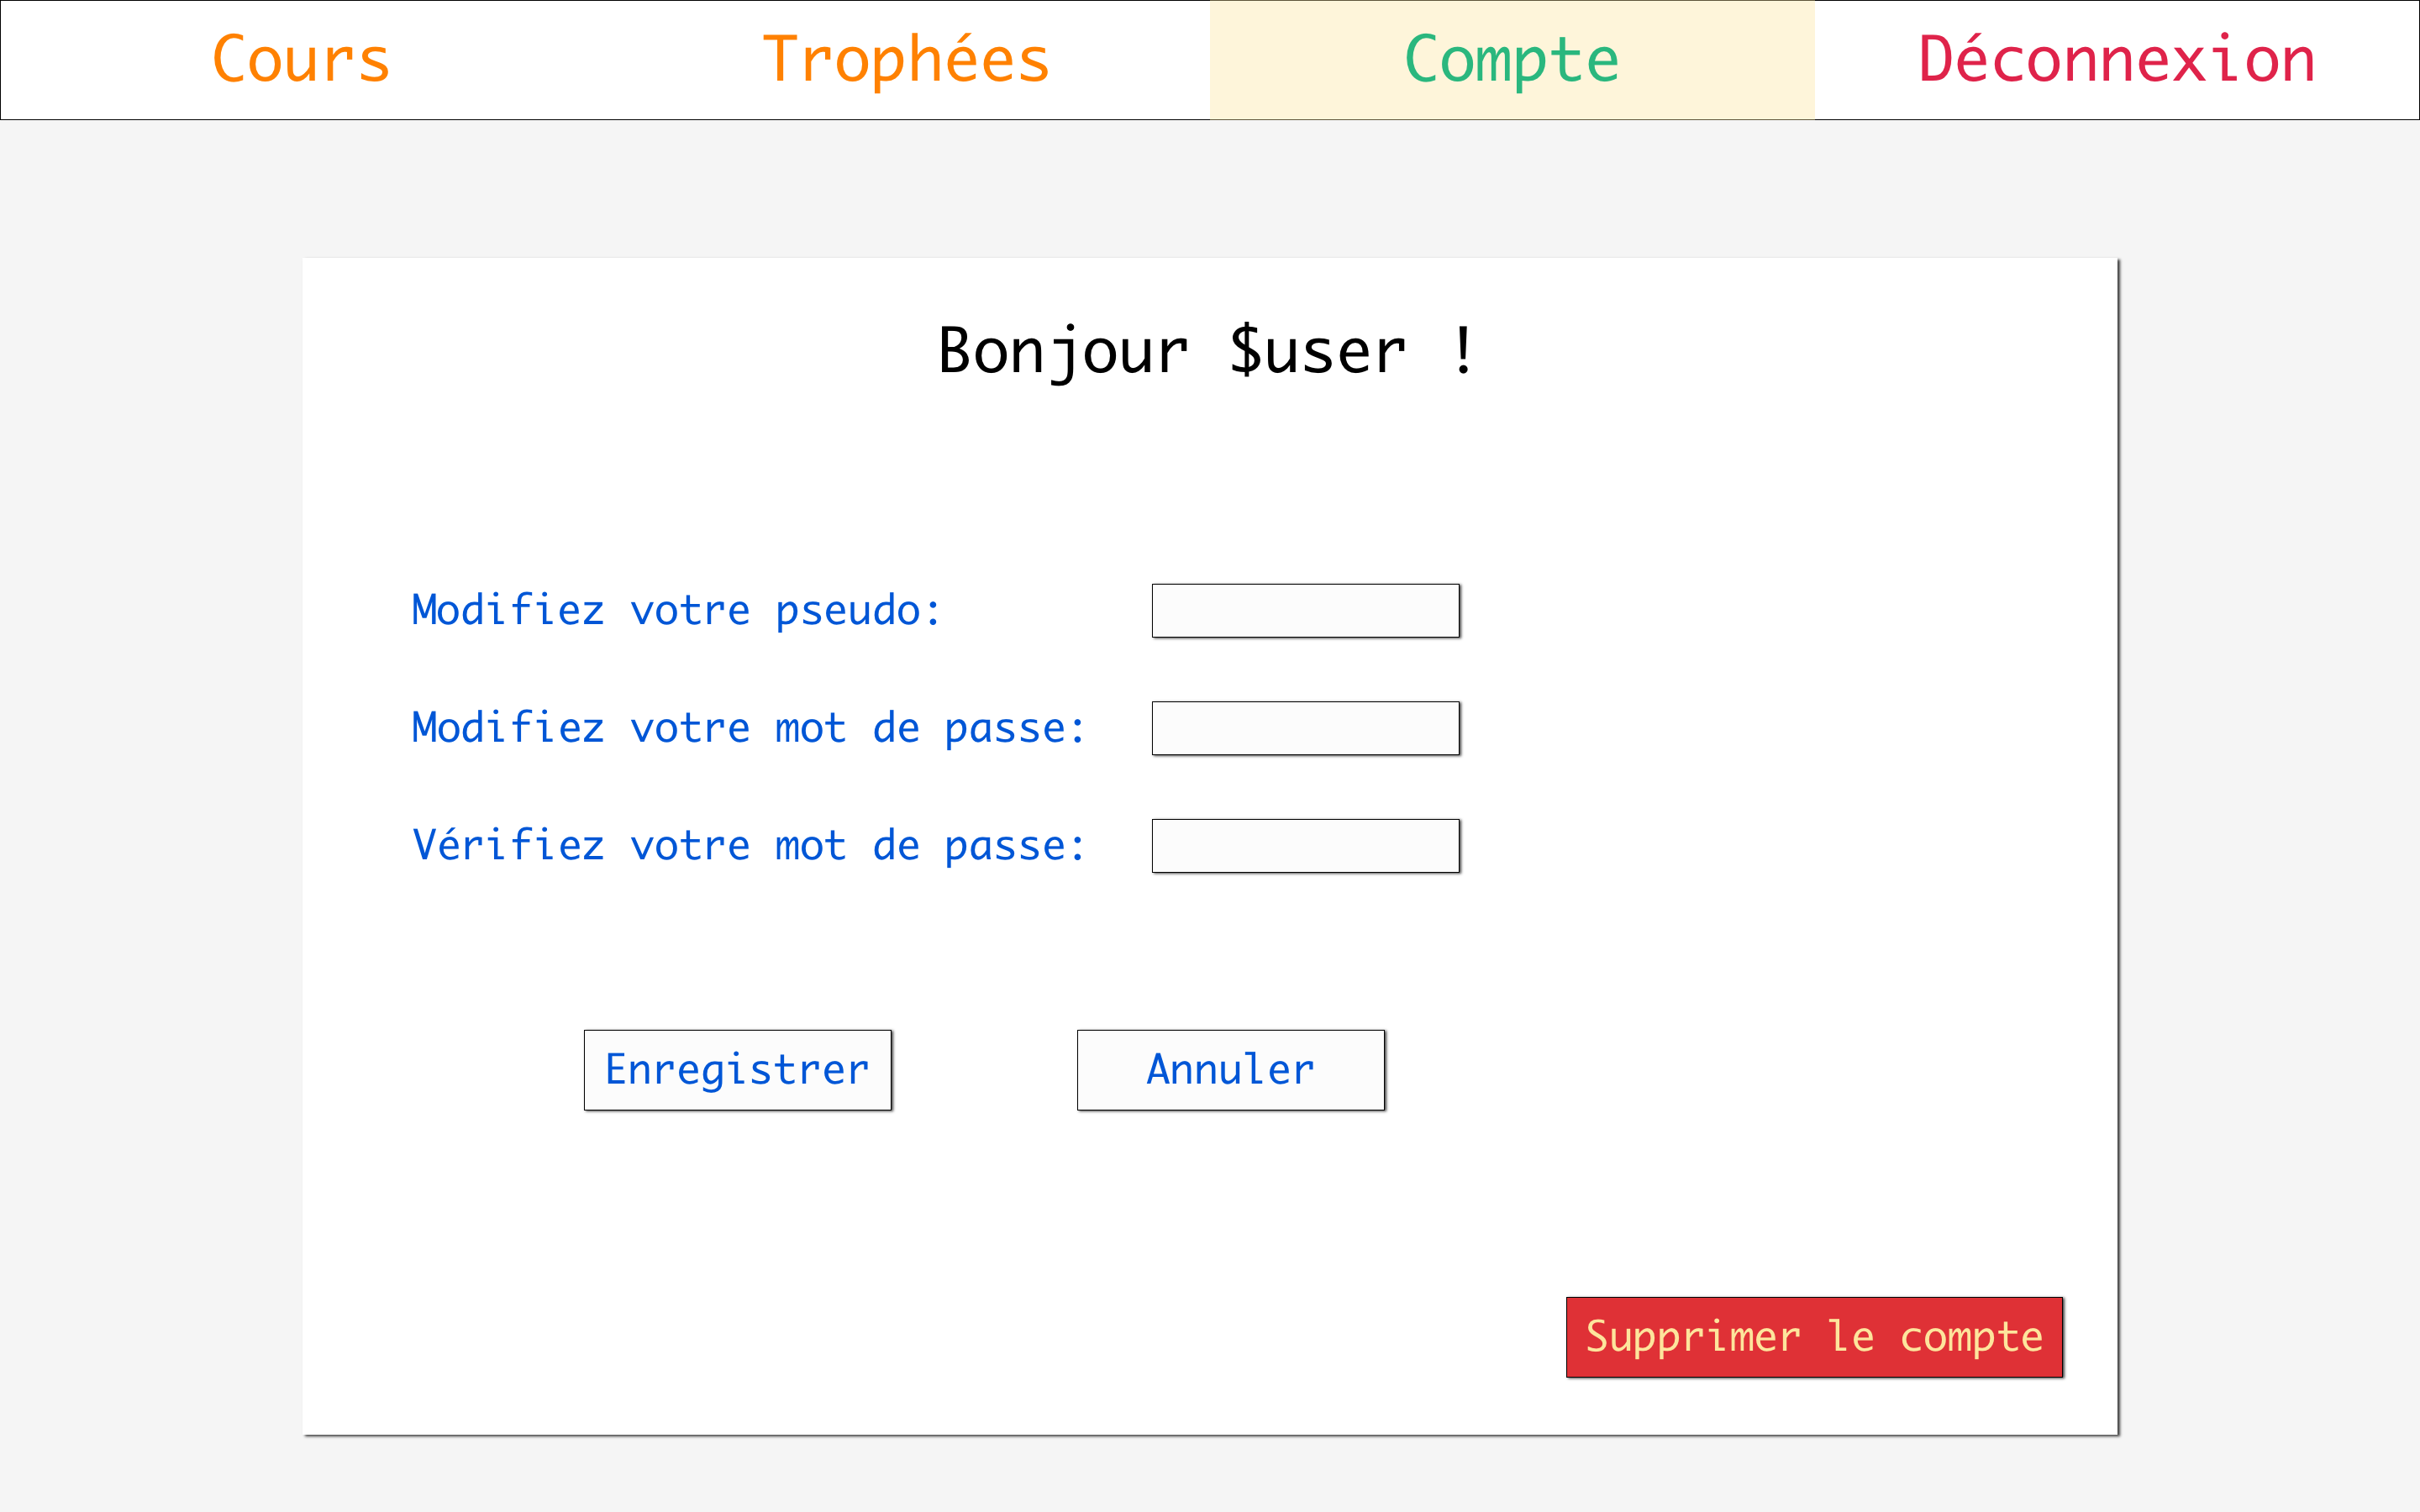 Cours Trophées Compte Déconnexion
Bonjour $user !
Modifiez votre pseudo:
Modifiez votre mot de passe:
Vérifiez votre mot de passe:
Enregistrer Annuler
Supprimer le compte